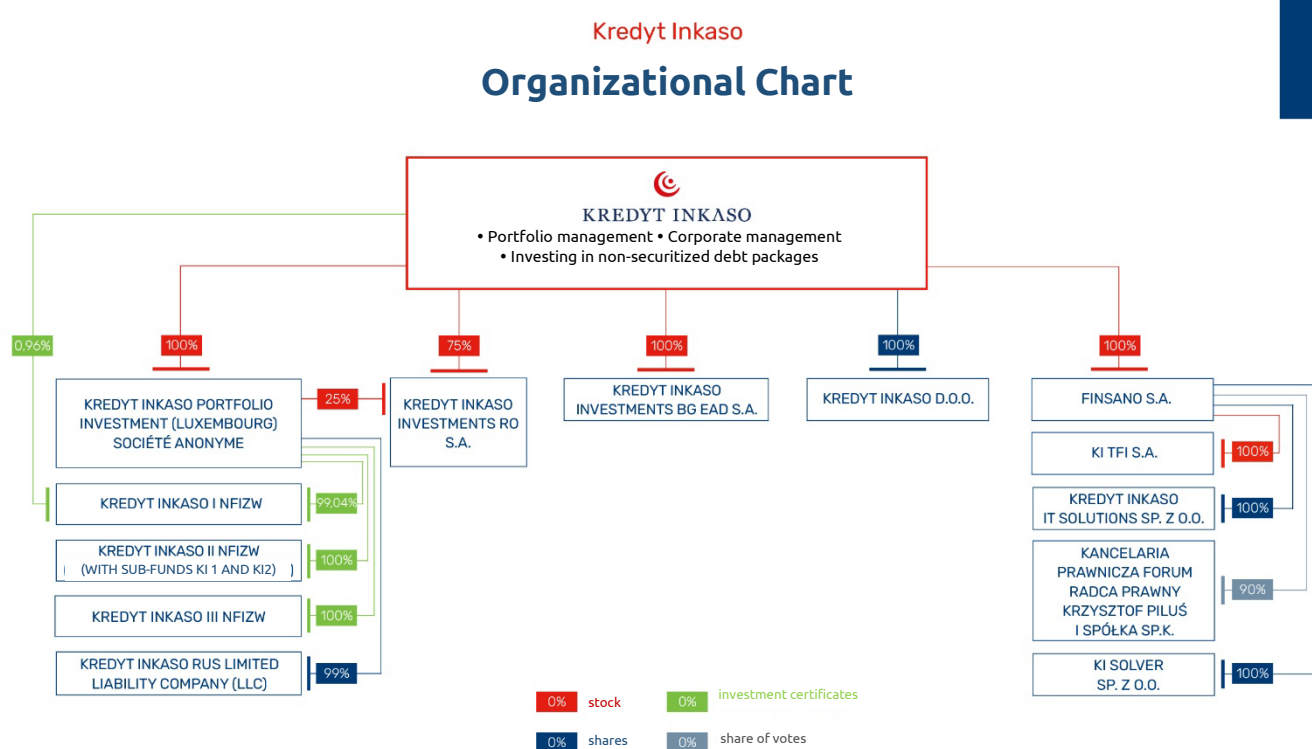 Kredyt Inkaso
Organizational Chart
KREDYT INKASO
• Portfolio management • Corporate management
• Investing in non-securitized debt packages
0,96%
100%
75%
100%
100%
100%
KREDYT INKASO PORTFOLIO
INVESTMENT (LUXEMBOURG)
SOCIÉTÉ ANONYME
25%
KREDYT INKASO
INVESTMENTS RO
S.A.
KREDYT INKASO
INVESTMENTS BG EAD S.A.
KREDYT INKASO D.O.O.
FINSANO S.A.
KI TFI S.A.
100%
KREDYT INKASO I NFIZW
99,04%
KREDYT INKASO
IT SOLUTIONS SP. Z O.O.
100%
KREDYT INKASO II NFIZW
(WITH SUB-FUNDS KI 1 AND KI2)
100%
KANCELARIA
PRAWNICZA FORUM
RADCA PRAWNY
KRZYSZTOF PILUŚ
I SPÓŁKA SP.K.
90%
KREDYT INKASO III NFIZW
100%
KREDYT INKASO RUS LIMITED
LIABILITY COMPANY (LLC)
99%
KI SOLVER
SP. Z O.O.
100%
0% stock
0% investment certificates
0% shares
0% share of votes